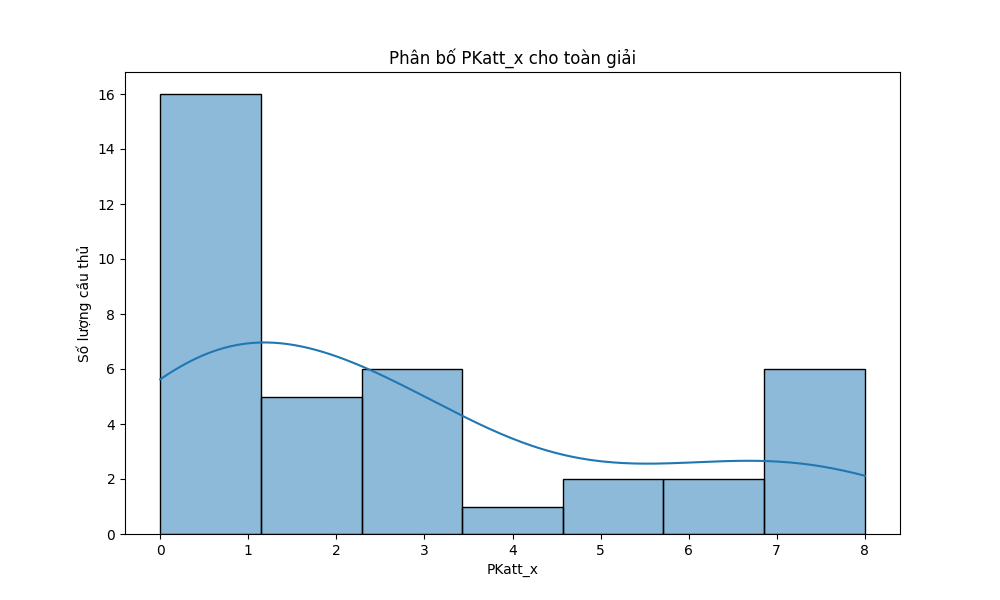 Phân bố PKatt_x cho toàn giải
Số lượng cầu thủ
16
14
12
10
8
6
4
2
0
0 1 2 3 4 5 6 7 8
PKatt_x